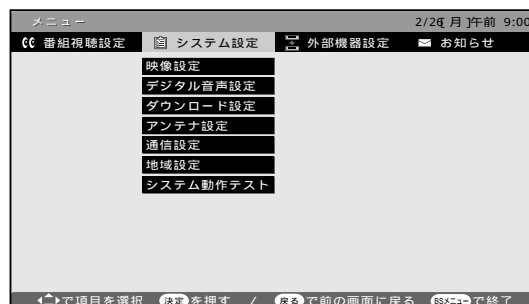 メニュー 2/26[月]午前 9:00
番組視聴設定 システム設定 外部機器設定 お知らせ
映像設定
デジタル音声設定
ダウンロード設定
アンテナ設定
通信設定
地域設定
システム動作テスト
で項目を選択 決定を押す / 戻るで前の画面に戻る BSメニューで終了